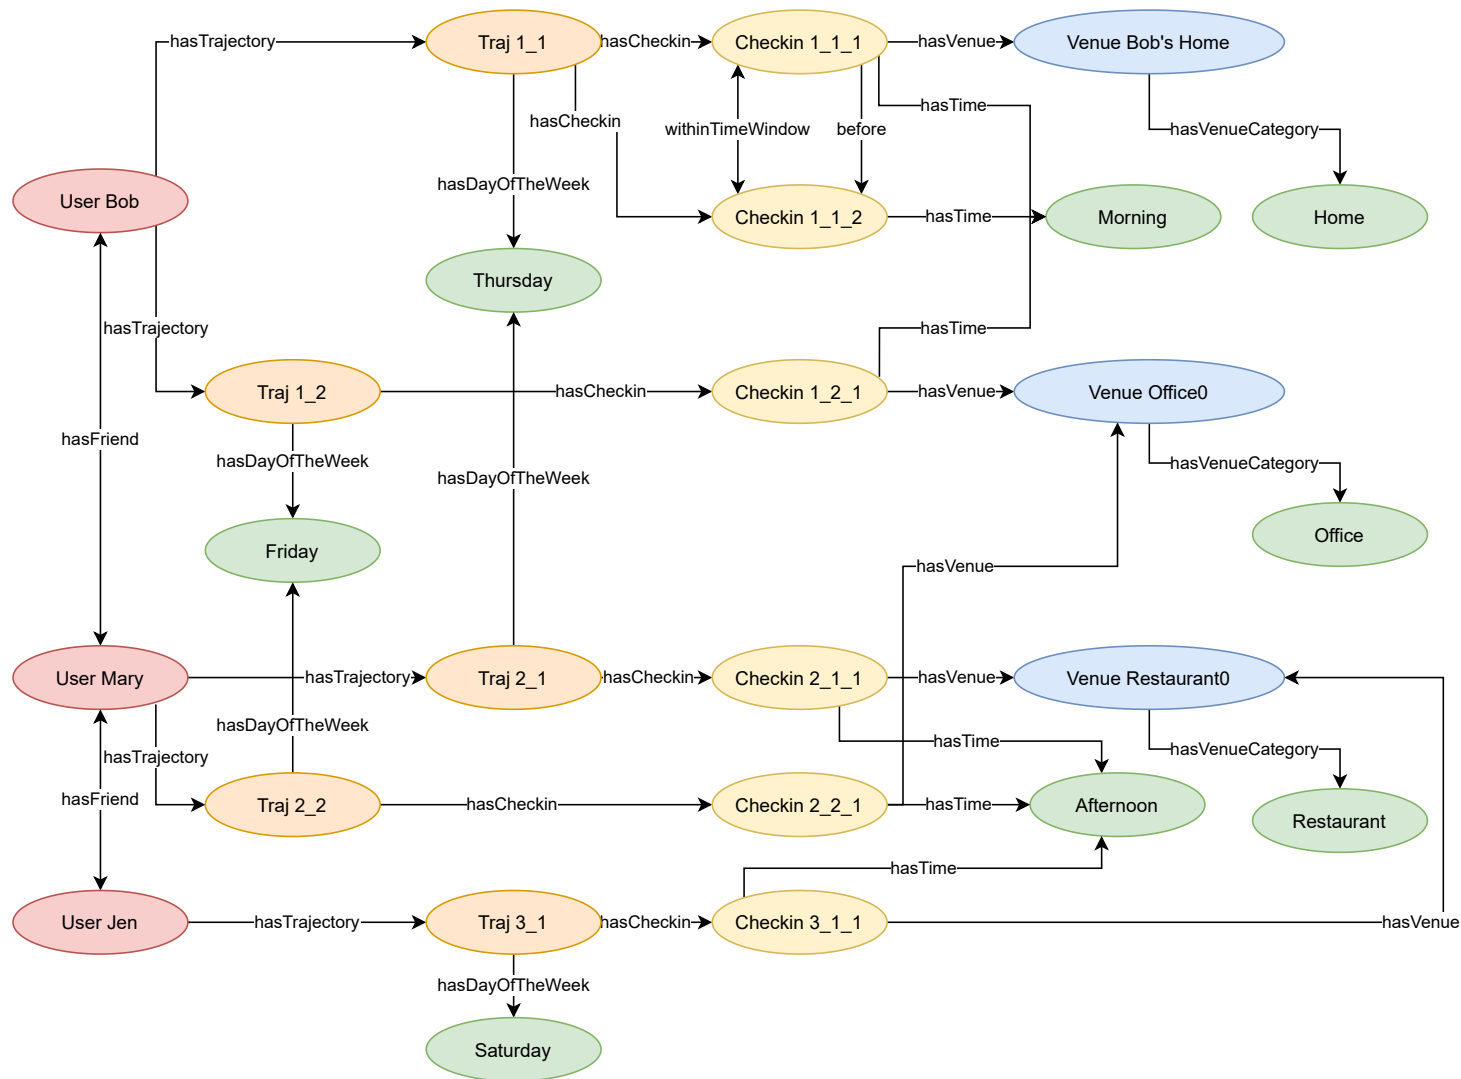 hasTrajectory
Traj 1_1
hasCheckin
Checkin 1_1_1
hasVenue
Venue Bob's Home
hasTime
hasCheckin
withinTimeWindow
before
hasVenueCategory
hasDayOfTheWeek
User Bob
Checkin 1_1_2
hasTime
Morning
Home
Thursday
hasTrajectory
hasTime
Traj 1_2
hasCheckin
Checkin 1_2_1
hasVenue
Venue Office0
hasFriend
hasDayOfTheWeek
hasDayOfTheWeek
hasVenueCategory
Friday
Office
hasVenue
User Mary
hasTrajectory
Traj 2_1
hasCheckin
Checkin 2_1_1
hasVenue
Venue Restaurant0
hasDayOfTheWeek
hasTime
hasVenueCategory
hasTrajectory
hasFriend
Traj 2_2
hasCheckin
Checkin 2_2_1
hasTime
Afternoon
Restaurant
hasTime
User Jen
hasTrajectory
Traj 3_1
hasCheckin
Checkin 3_1_1
hasVenue
hasDayOfTheWeek
Saturday